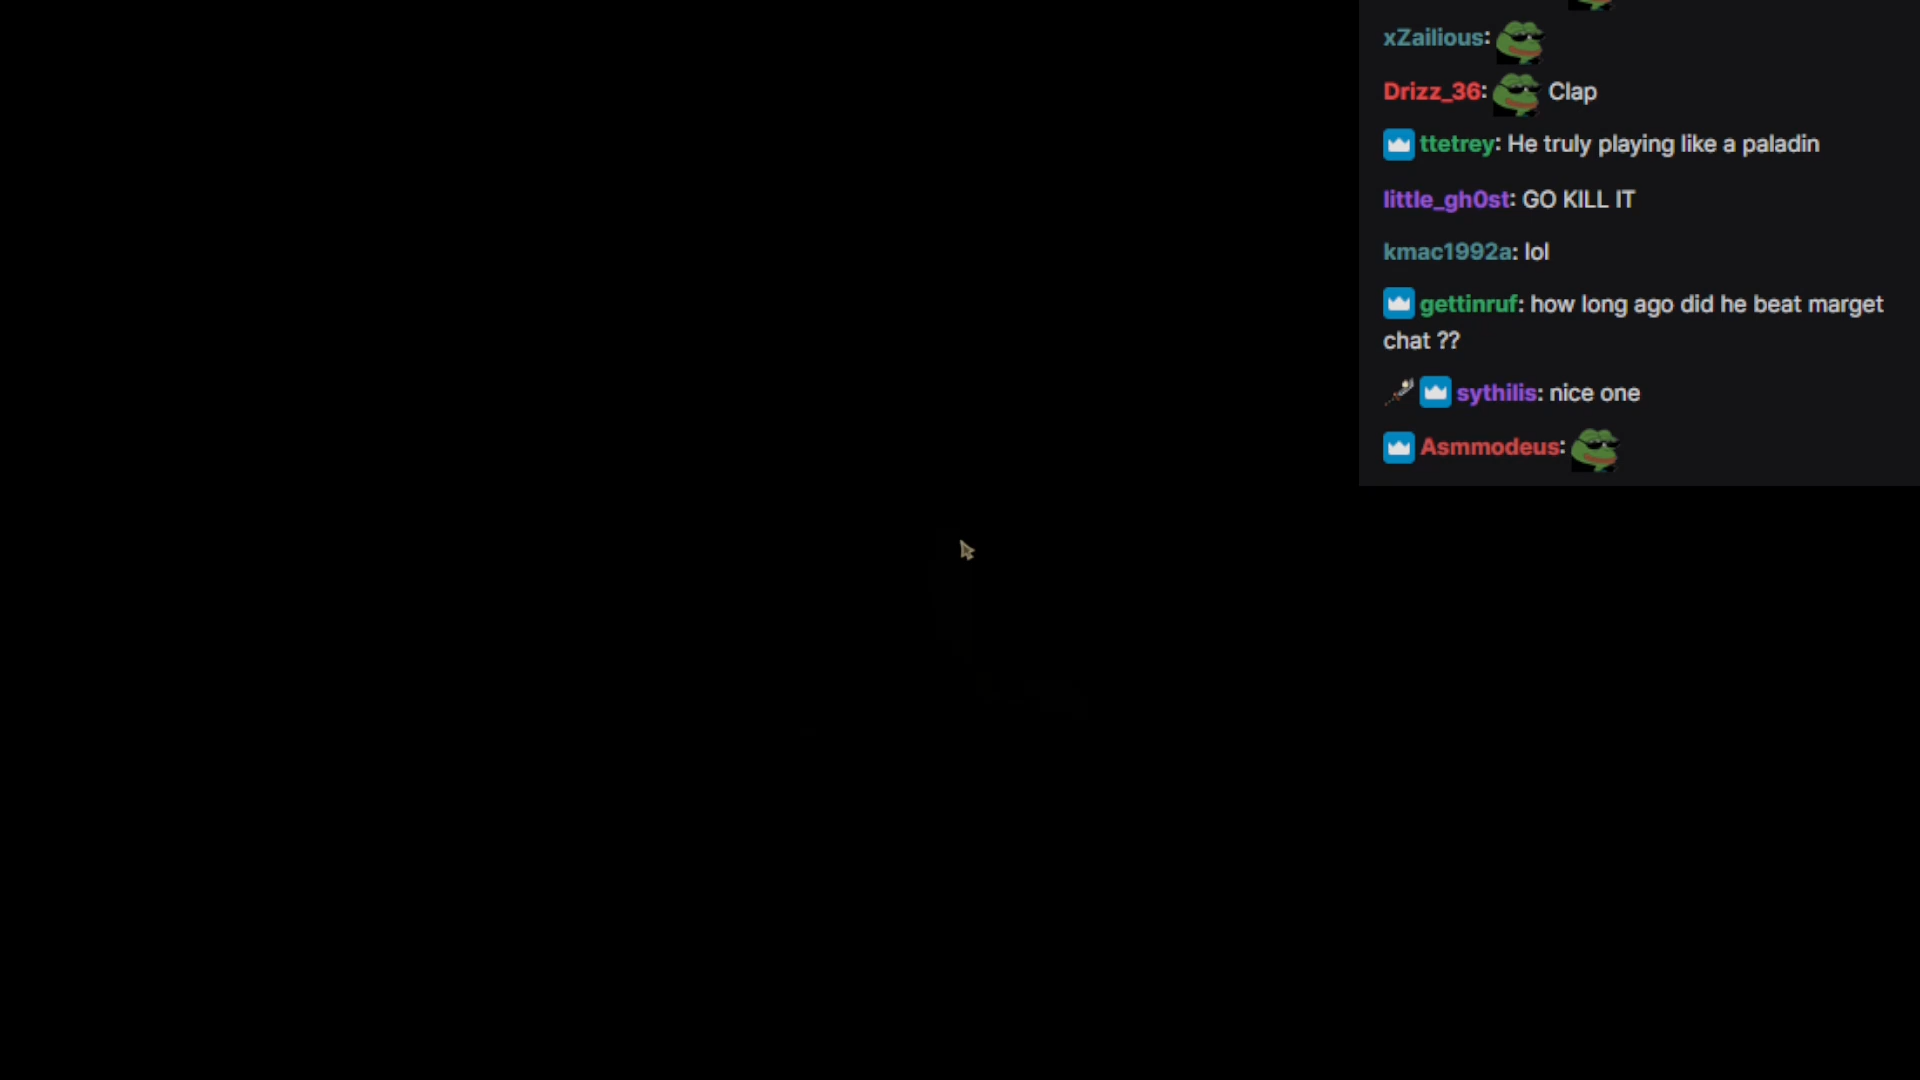 xZailious:
Drizz_36: Clap
ttetrey: He truly playing like a paladin
little_gh0st: GO KILL IT
kmac1992a: lol
gettinruf: how long ago did he beat marget
chat ??
sythilis: nice one
Asmmodeus: